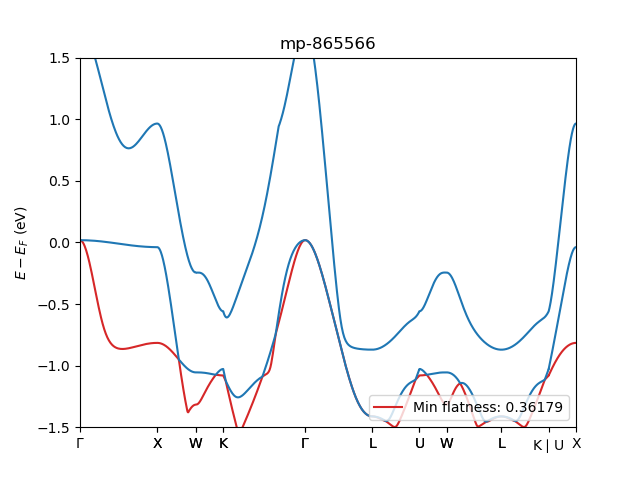 mp-865566
E − E_F (eV)
1.5
1.0
0.5
0.0
−0.5
−1.0
−1.5
Min flatness: 0.36179
Γ X W K Γ L U W L K | U X